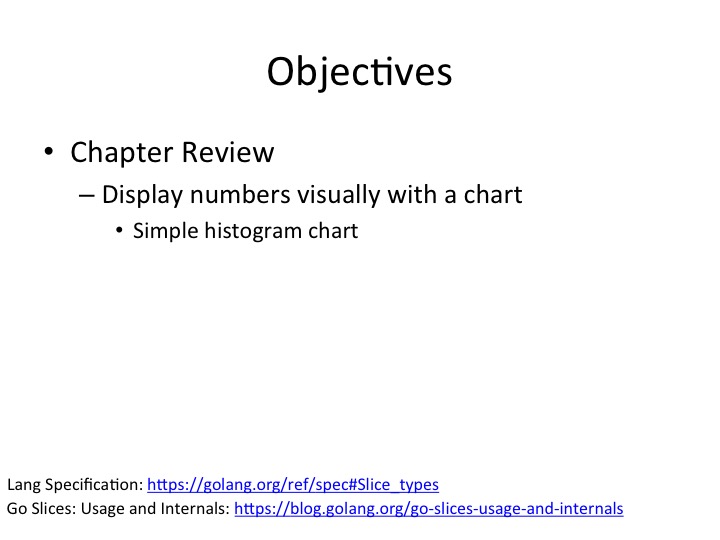 Objectives
• Chapter Review
– Display numbers visually with a chart
• Simple histogram chart
Lang Specification: https://golang.org/ref/spec#Slice_types
Go Slices: Usage and Internals: https://blog.golang.org/go-slices-usage-and-internals